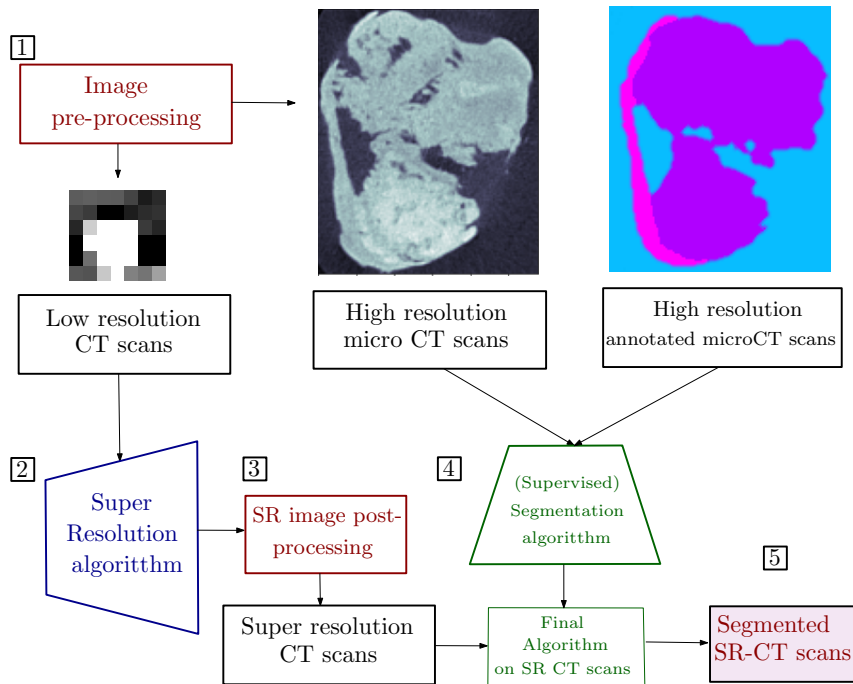 1
Image
pre-processing
Low resolution
CT scans
High resolution
micro CT scans
High resolution
annotated microCT scans
2
Super
Resolution
algoritthm
3
SR image post-
processing
4
(Supervised)
Segmentation
algoritthm
Super resolution
CT scans
Final
Algorithm
on SR CT scans
5
Segmented
SR-CT scans